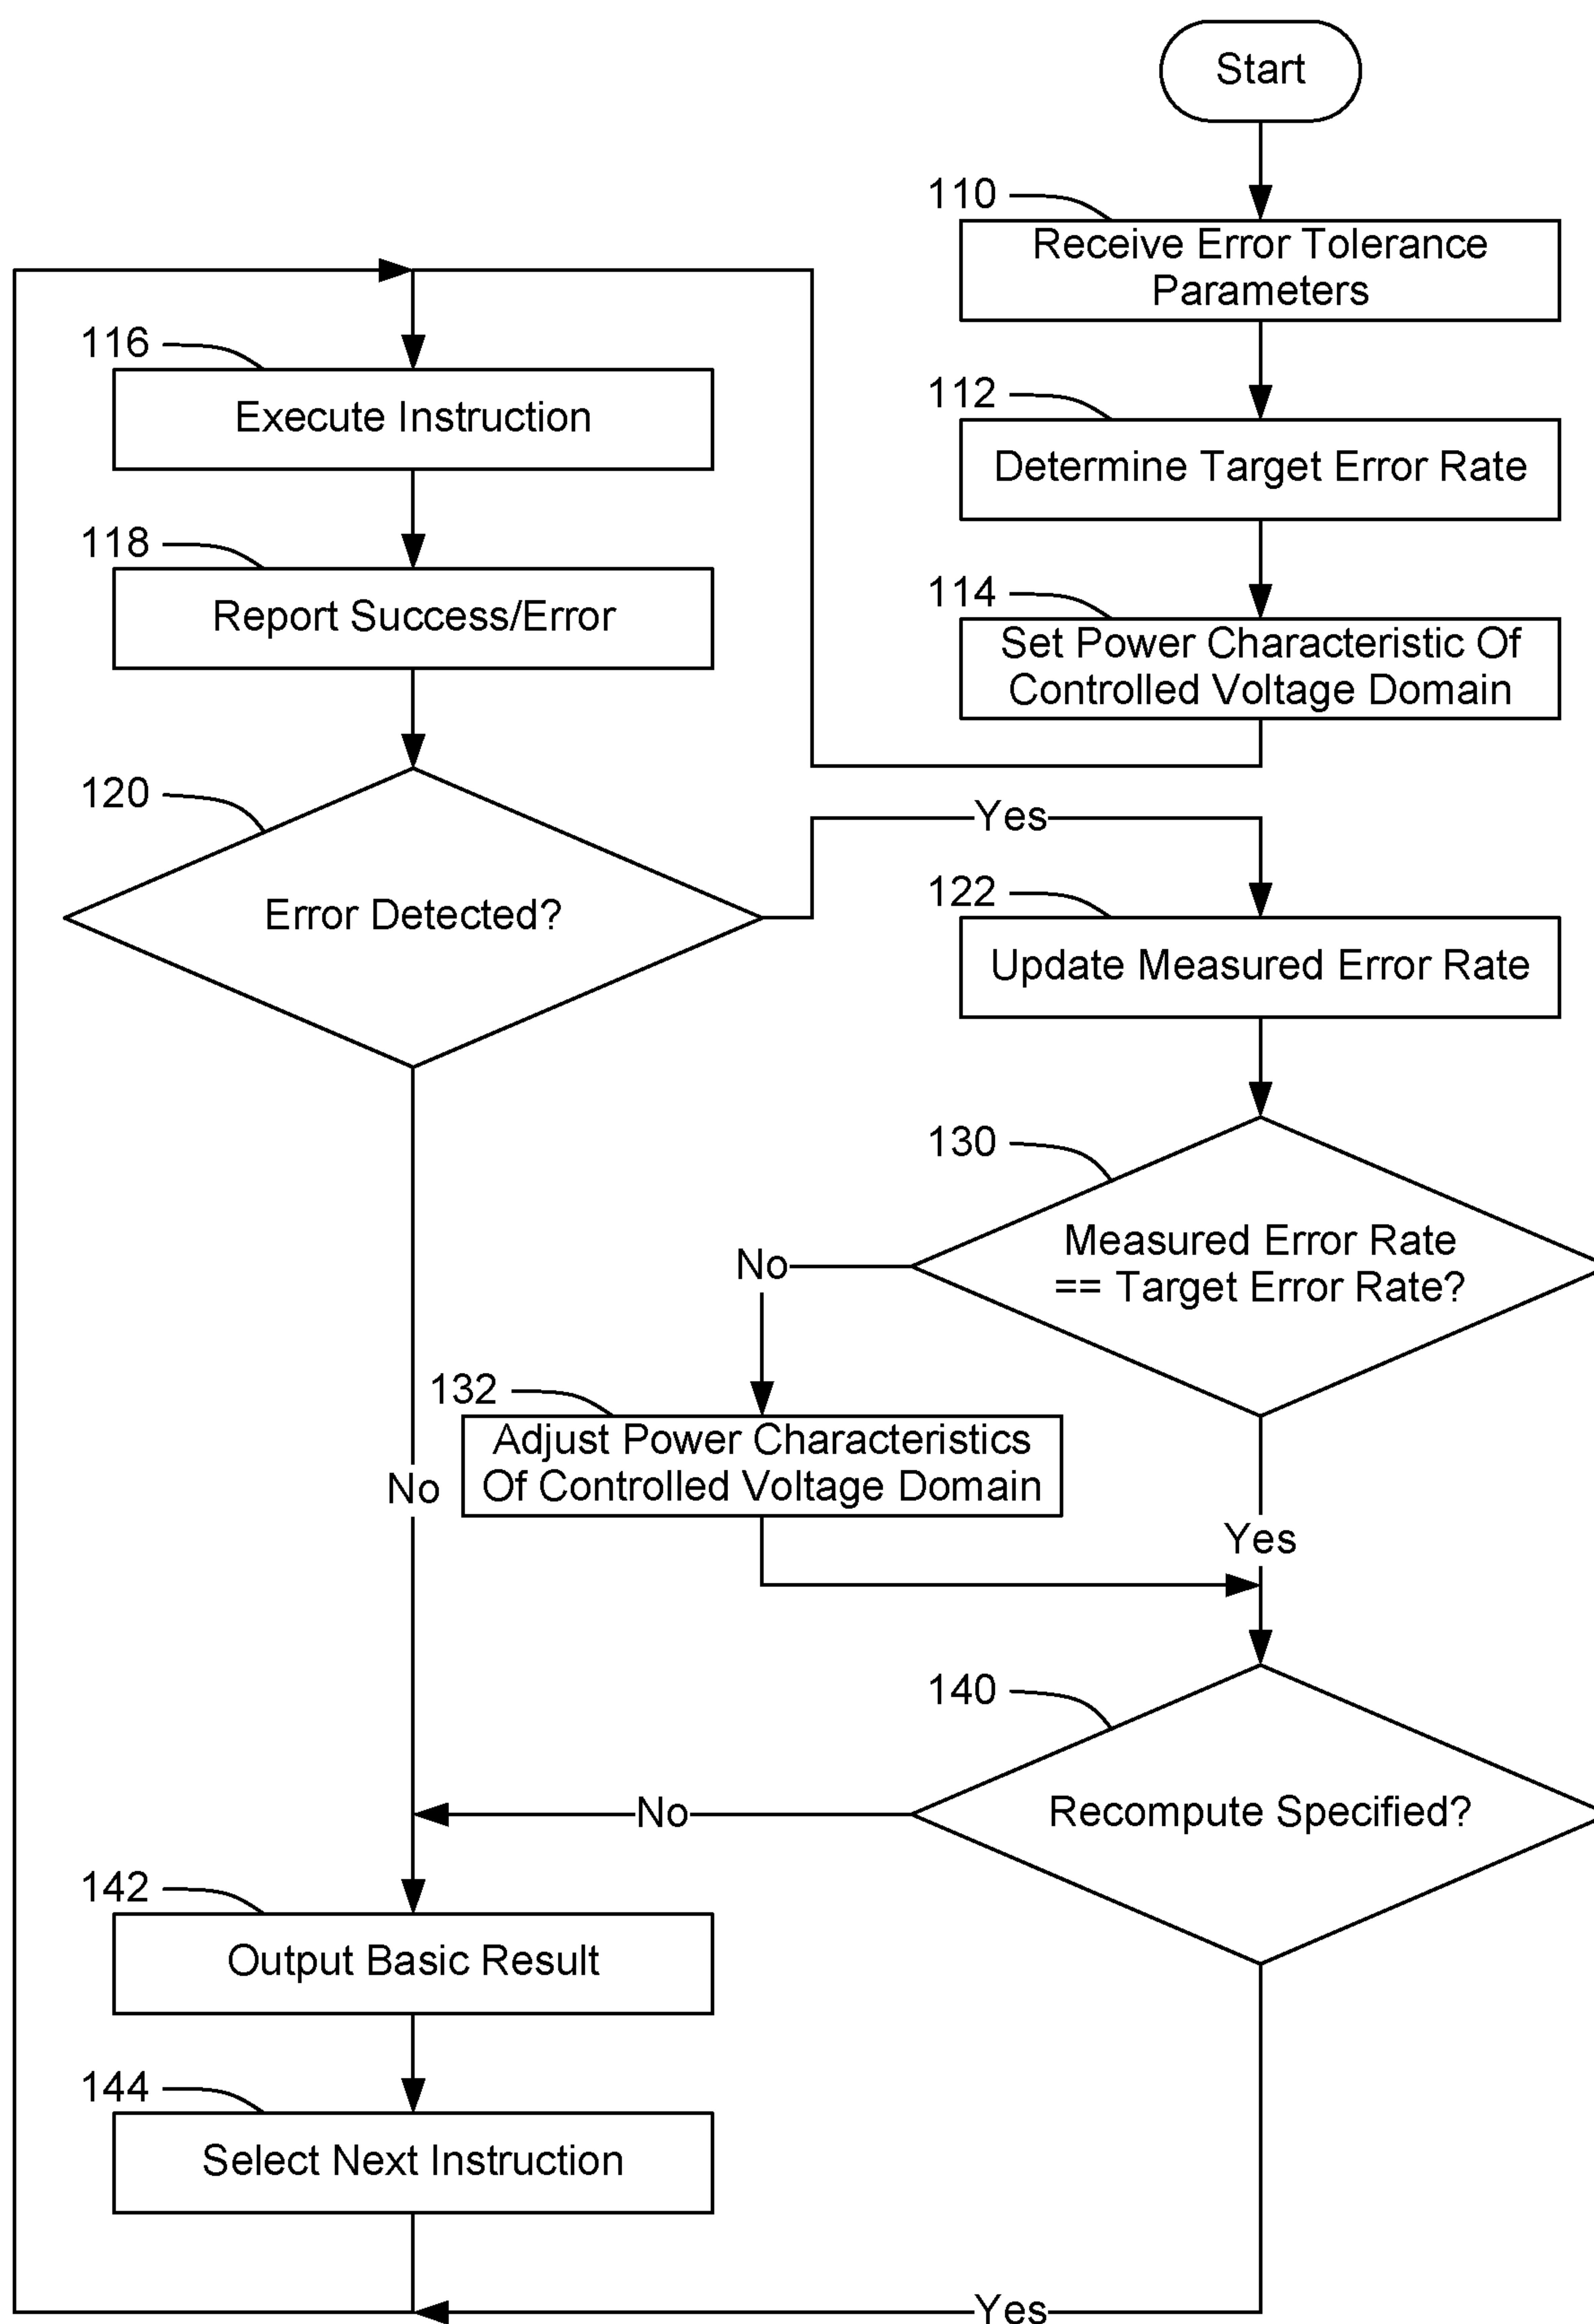 Start
110
Receive Error Tolerance
Parameters
112
Determine Target Error Rate
114
Set Power Characteristic Of
Controlled Voltage Domain
116
Execute Instruction
118
Report Success/Error
120
Error Detected?
Yes
122
Update Measured Error Rate
130
Measured Error Rate
== Target Error Rate?
No
132
Adjust Power Characteristics
Of Controlled Voltage Domain
No
Yes
140
Recompute Specified?
No
142
Output Basic Result
144
Select Next Instruction
Yes